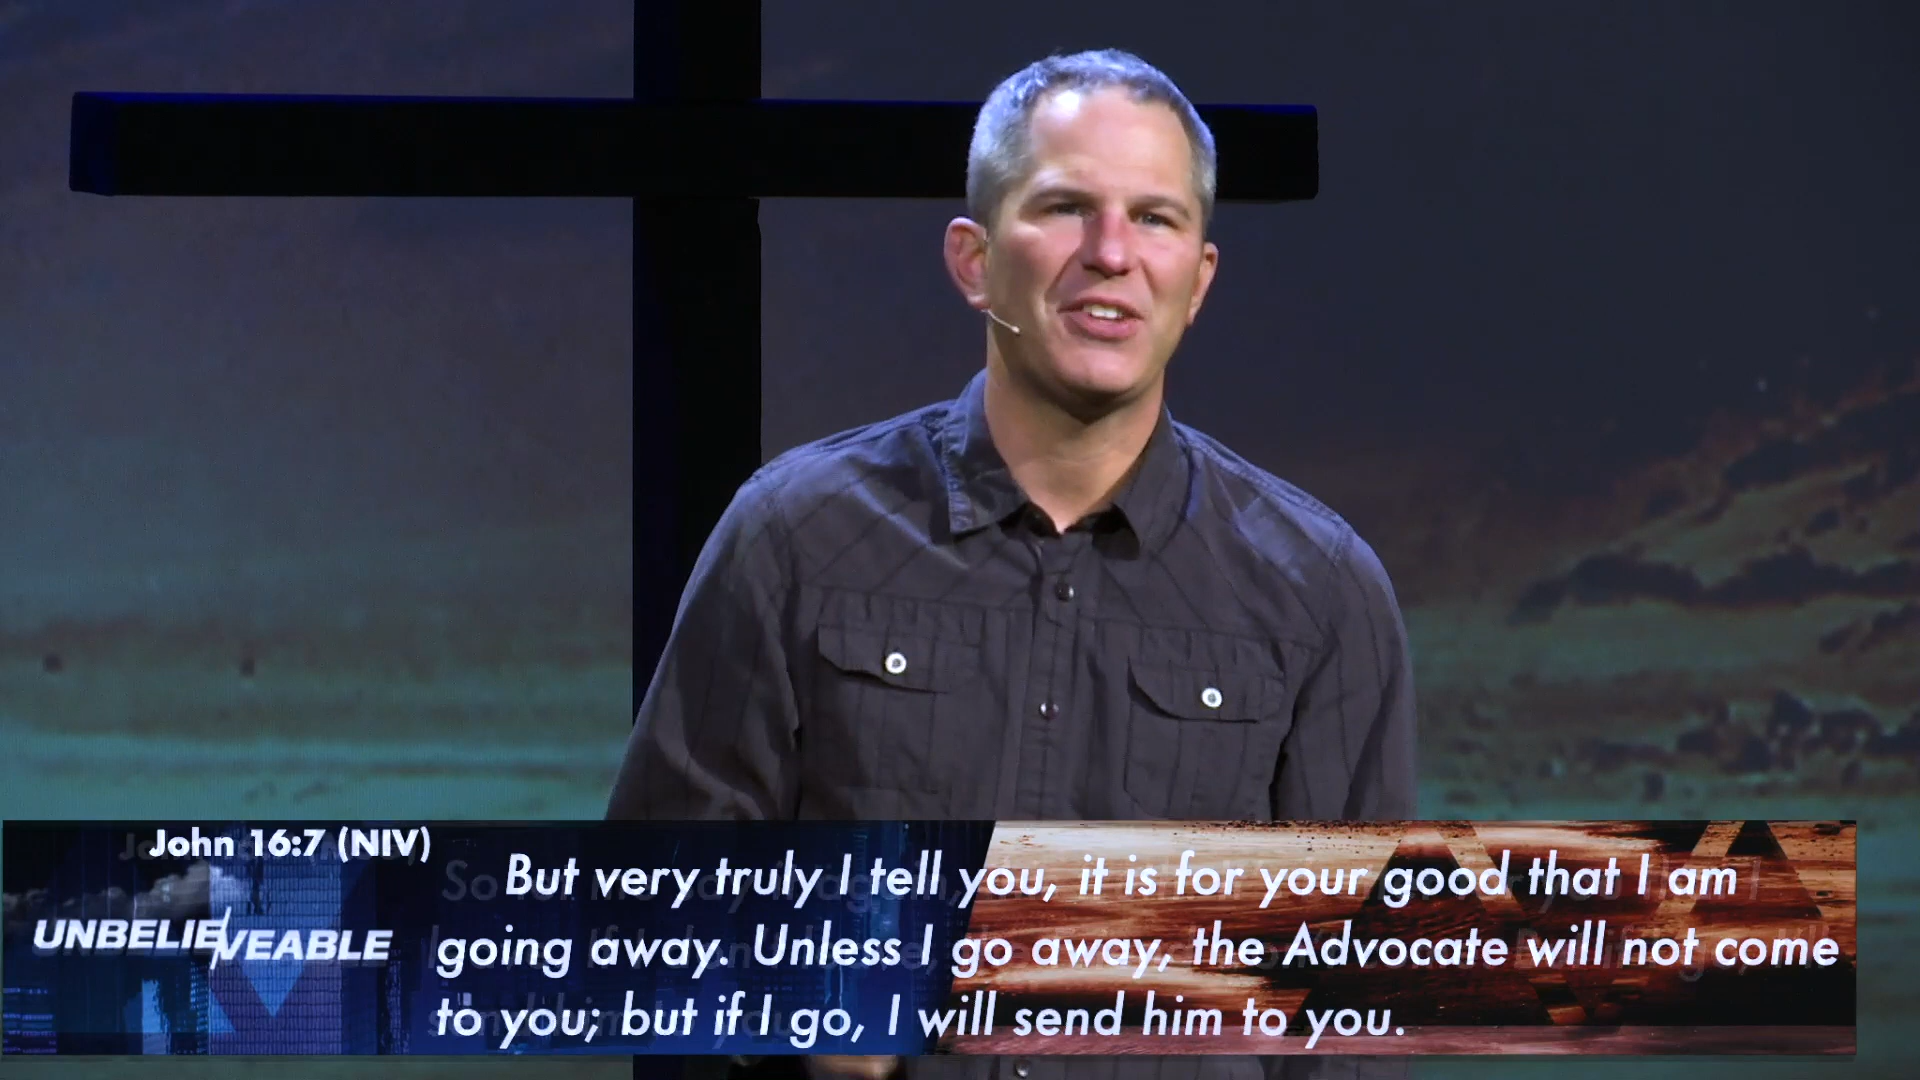 John 16:7 (NIV)
UNBELIEVEABLE
But very truly I tell you, it is for your good that I am
going away. Unless I go away, the Advocate will not come
to you; but if I go, I will send him to you.